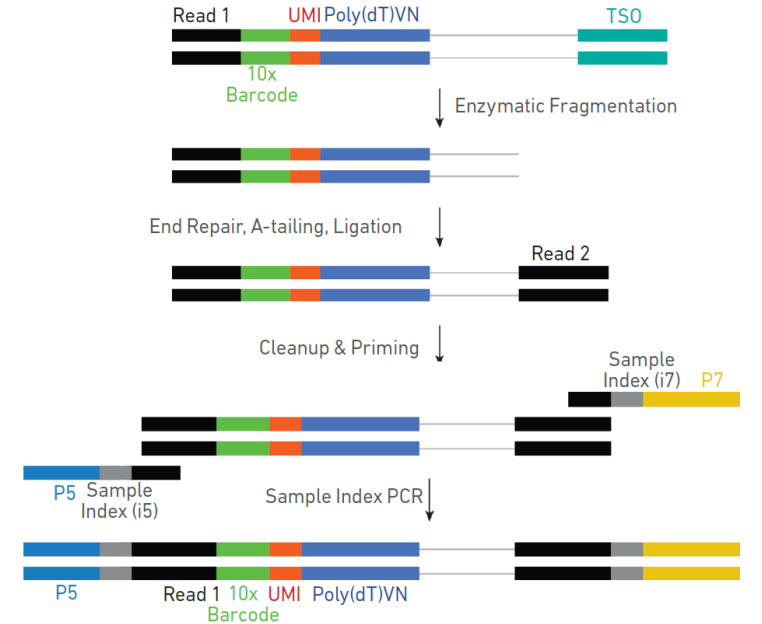 Read 1 UMI Poly(dT)VN TSO
10x
Barcode
Enzymatic Fragmentation
End Repair, A-tailing, Ligation
Read 2
Cleanup & Priming
Sample
Index (i7) P7
P5 Sample
Index (i5)
Sample Index PCR
P5 Read 1 10x UMI Poly(dT)VN
Barcode